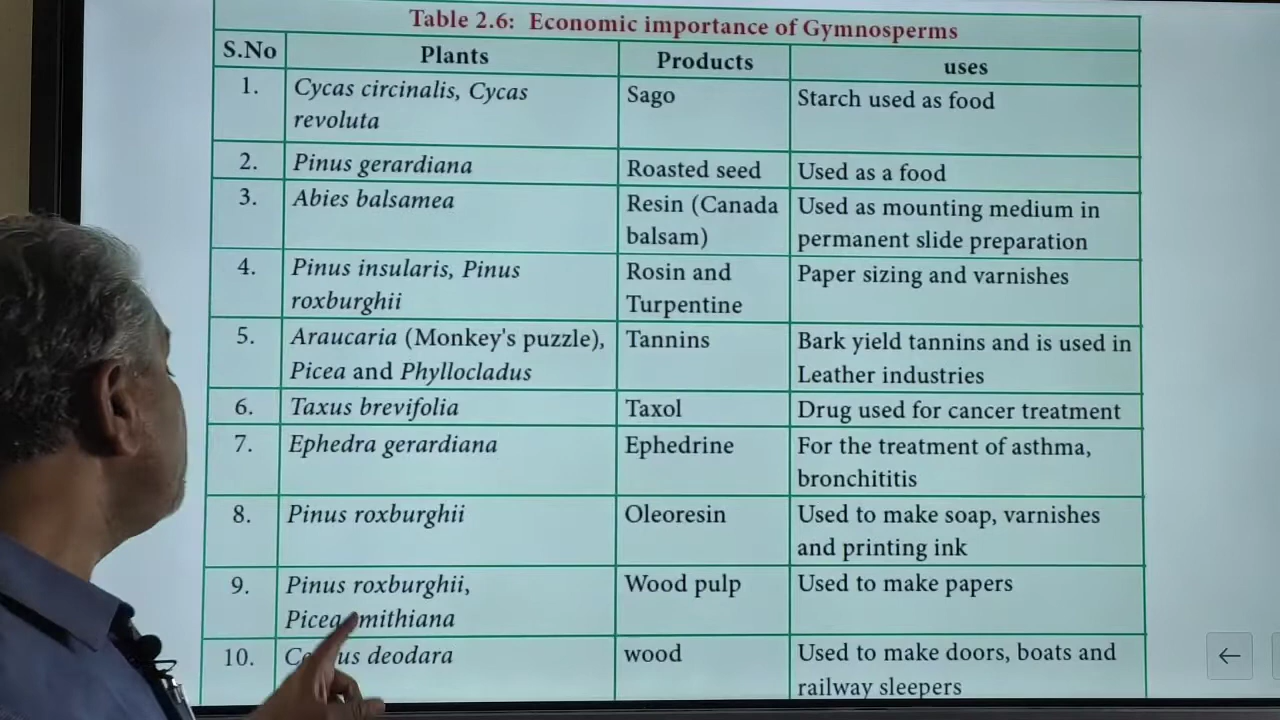 Table 2.6: Economic importance of Gymnosperms
S.No Plants Products uses
1. Cycas circinalis, Cycas revoluta Sago Starch used as food
2. Pinus gerardiana Roasted seed Used as a food
3. Abies balsamea Resin (Canada balsam) Used as mounting medium in permanent slide preparation
4. Pinus insularis, Pinus roxburghii Rosin and Turpentine Paper sizing and varnishes
5. Araucaria (Monkey's puzzle), Picea and Phyllocladus Tannins Bark yield tannins and is used in Leather industries
6. Taxus brevifolia Taxol Drug used for cancer treatment
7. Ephedra gerardiana Ephedrine For the treatment of asthma, bronchititis
8. Pinus roxburghii Oleoresin Used to make soap, varnishes and printing ink
9. Pinus roxburghii, Picea Wood pulp Used to make papers
10. deodara wood Used to make doors, boats and railway sleepers